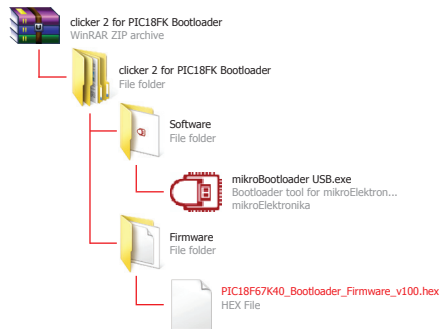 clicker 2 for PIC18FK Bootloader
WinRAR ZIP archive
clicker 2 for PIC18FK Bootloader
File folder
Software
File folder
mikroBootloader USB.exe
Bootloader tool for mikroElektron...
mikroElektronika
Firmware
File folder
PIC18F67K40_Bootloader_Firmware_v100.hex
HEX File